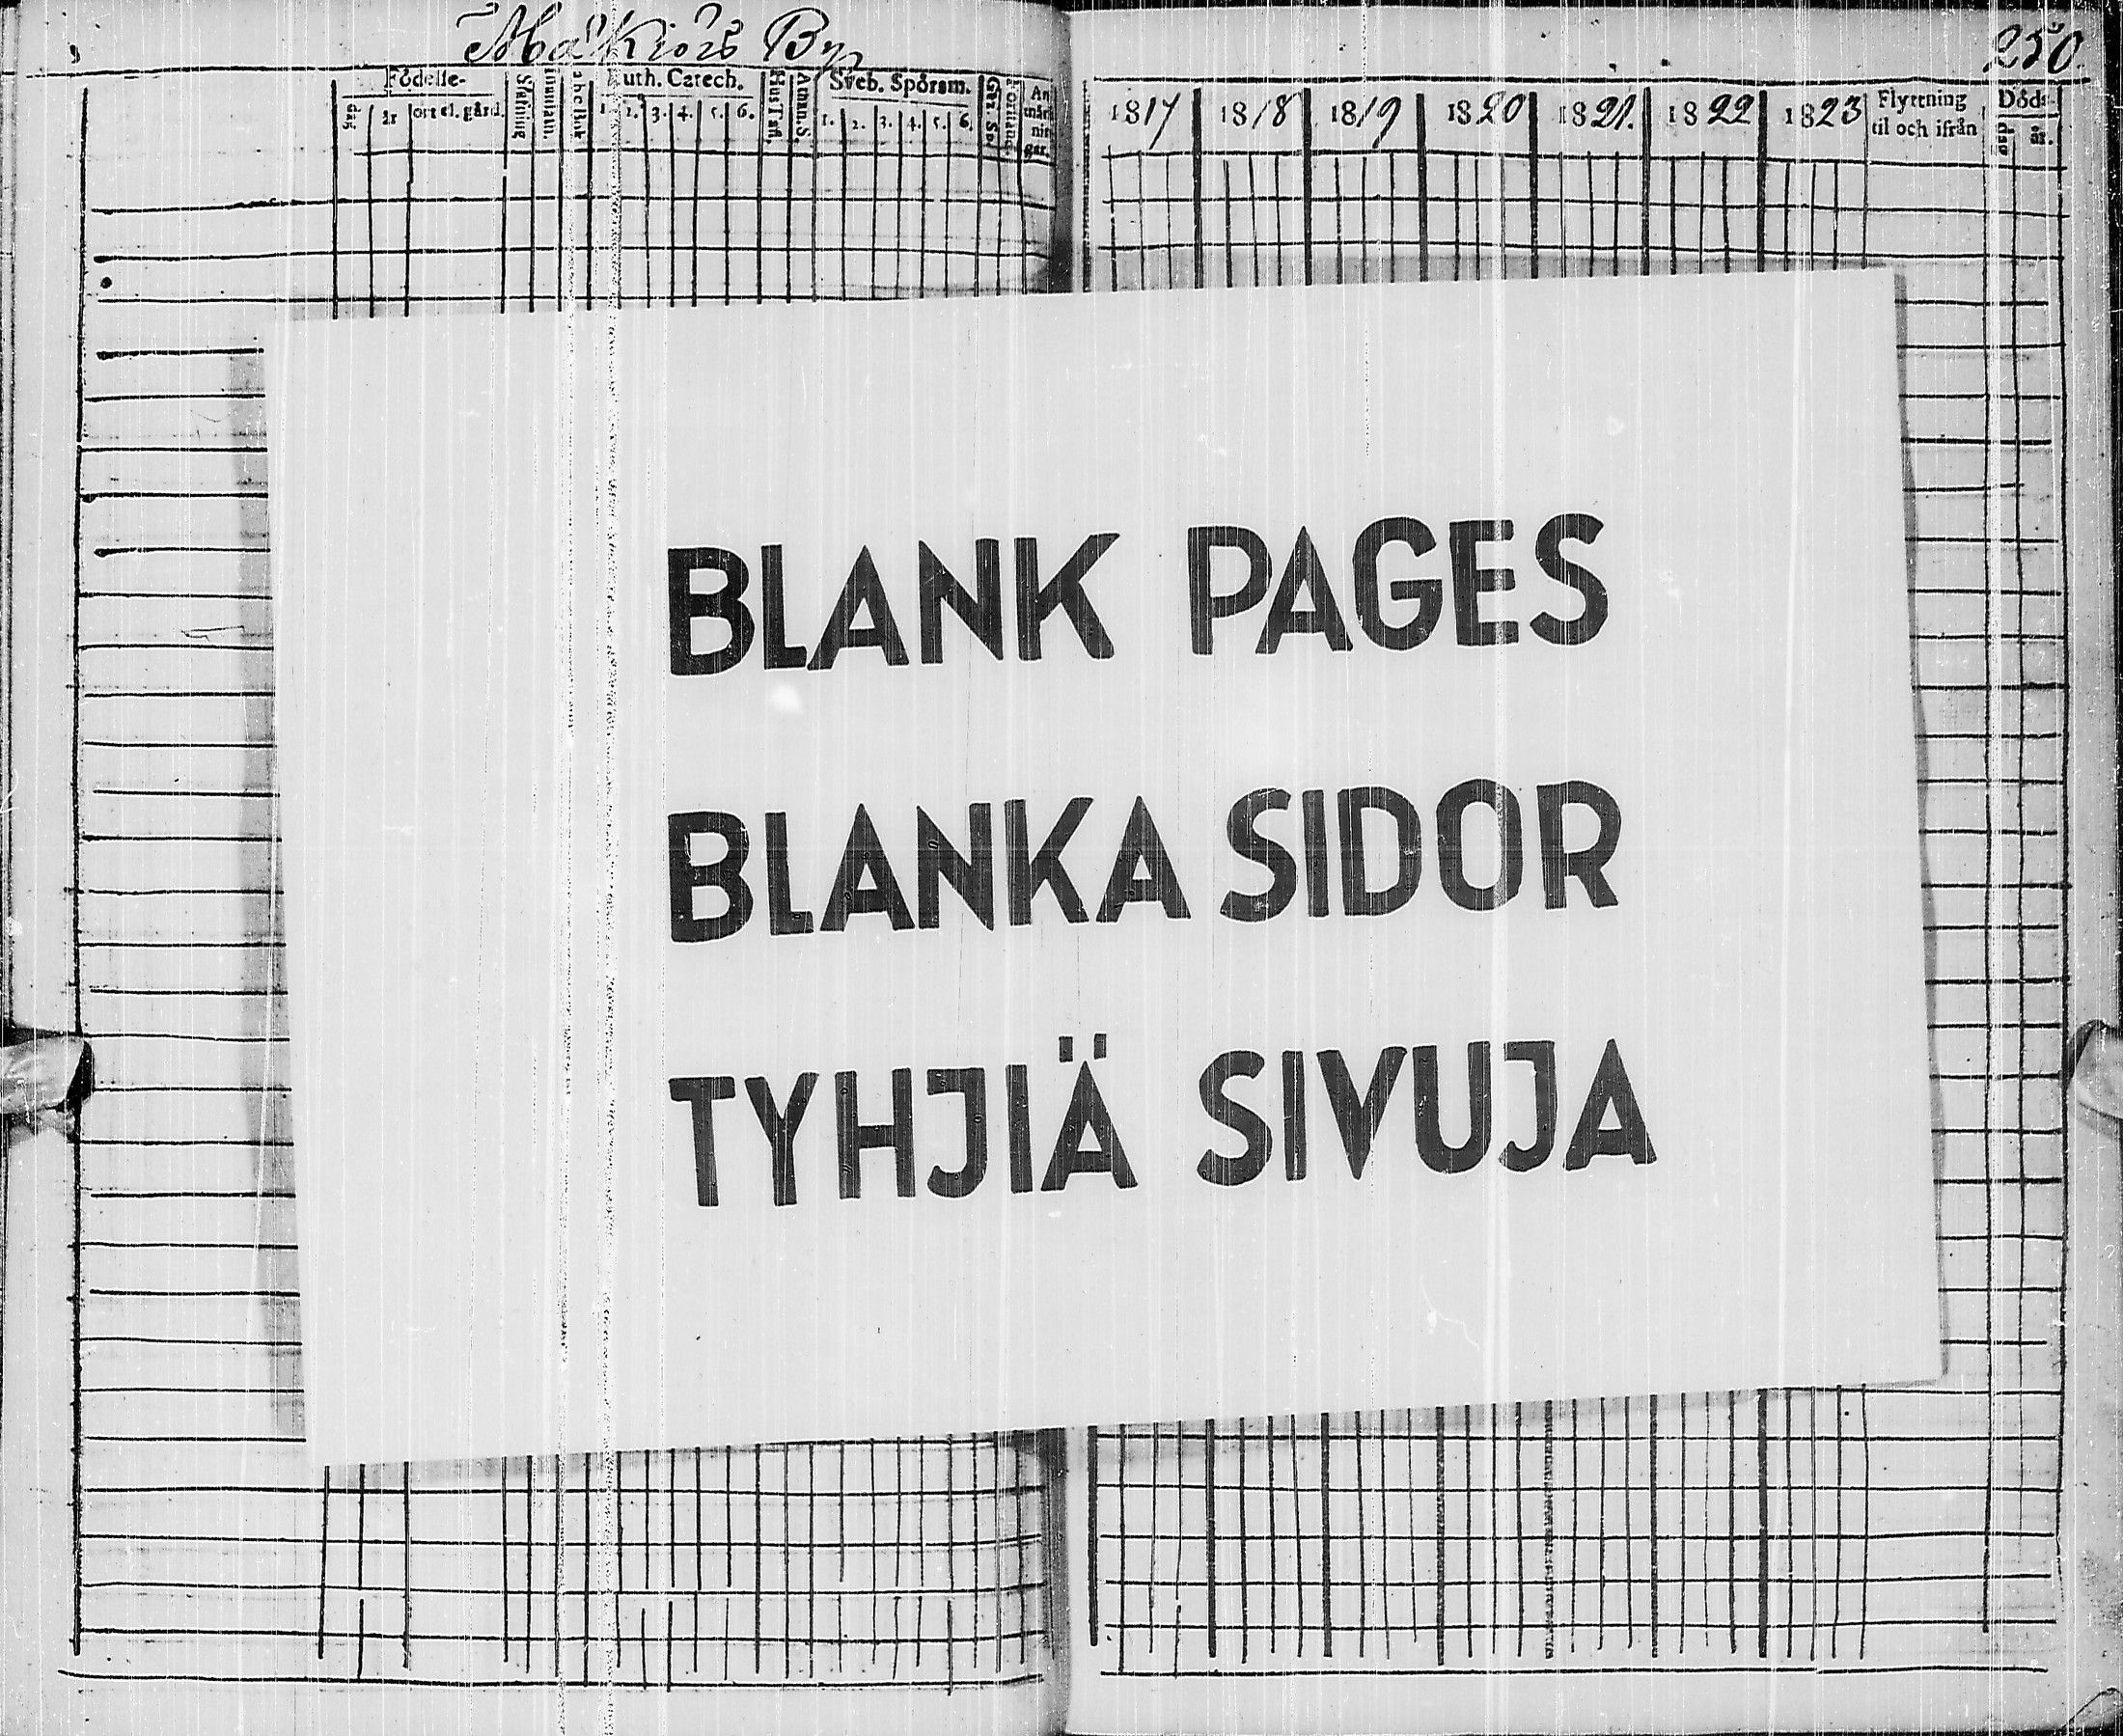 By
250.
Födelse- Luth. Catech. Sveb. Spörsm.
dag år ort el. gård. 2. 3. 4. 5. 6. 1. 2. 3. 4. 5. 6.
1817 1818 1819 1820 1821. 1822 1823 Flyttning til och ifrån Döds-
dag år.
BLANK PAGES
BLANKA SIDOR
TYHJIÄ SIVUJA